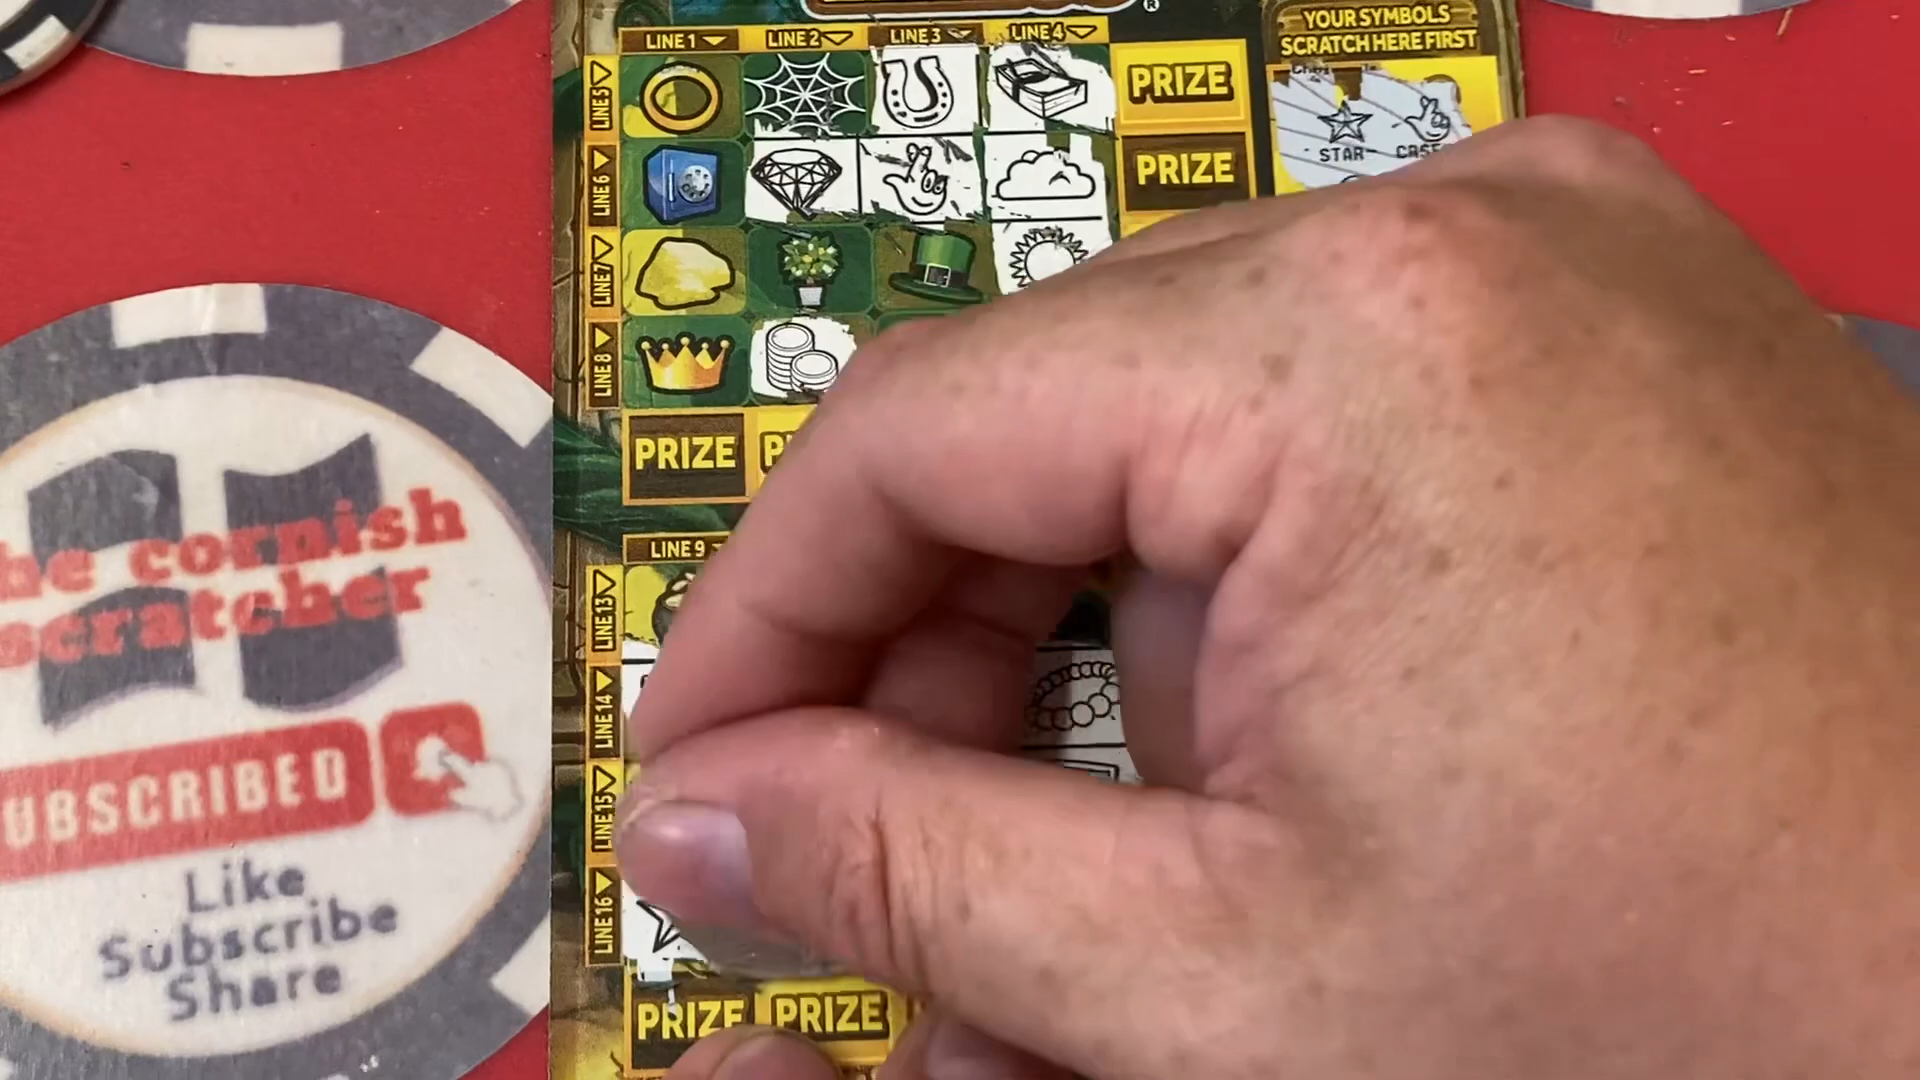 LINE 1 LINE 2 LINE 3 LINE 4
YOUR SYMBOLS
SCRATCH HERE FIRST
LINE 5
PRIZE
STAR
LINE 6
PRIZE
LINE 7
LINE 8
PRIZE
LINE 9
LINE 13
LINE 14
LINE 15
LINE 16
PRIZE PRIZE
he cornish
scratcher
UBSCRIBED
Like
Subscribe
Share
®